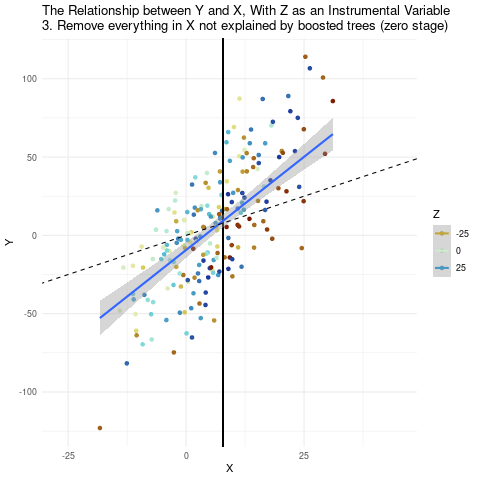 The Relationship between Y and X, With Z as an Instrumental Variable
3. Remove everything in X not explained by boosted trees (zero stage)
100
50
0
-50
-100
Y
-25
0
25
X
Z
-25
0
25